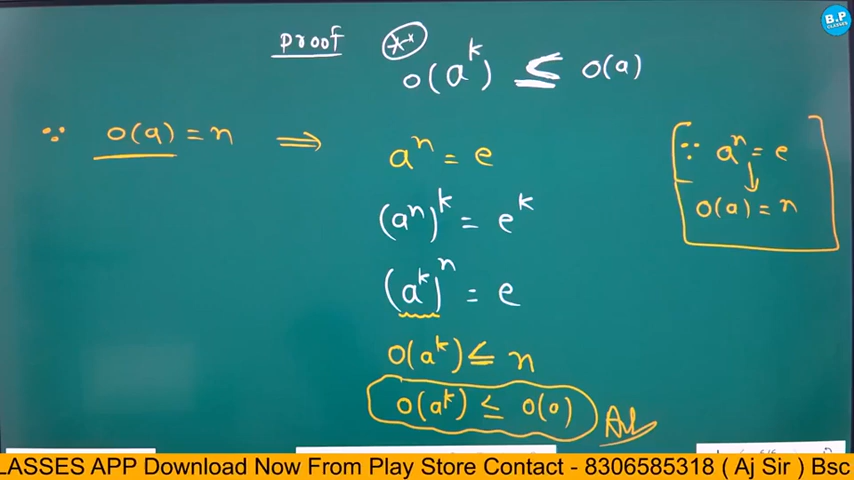 Proof ** o(a^k) ≤ o(a)
B.P
CLASSES
∵ o(a) = n ⟹ a^n = e
(a^n)^k = e^k
(a^k)^n = e
o(a^k) ≤ n
o(a^k) ≤ o(a)
∵ a^n = e
↓
o(a) = n
LASSES APP Download Now From Play Store Contact - 8306585318 ( Aj Sir ) Bsc